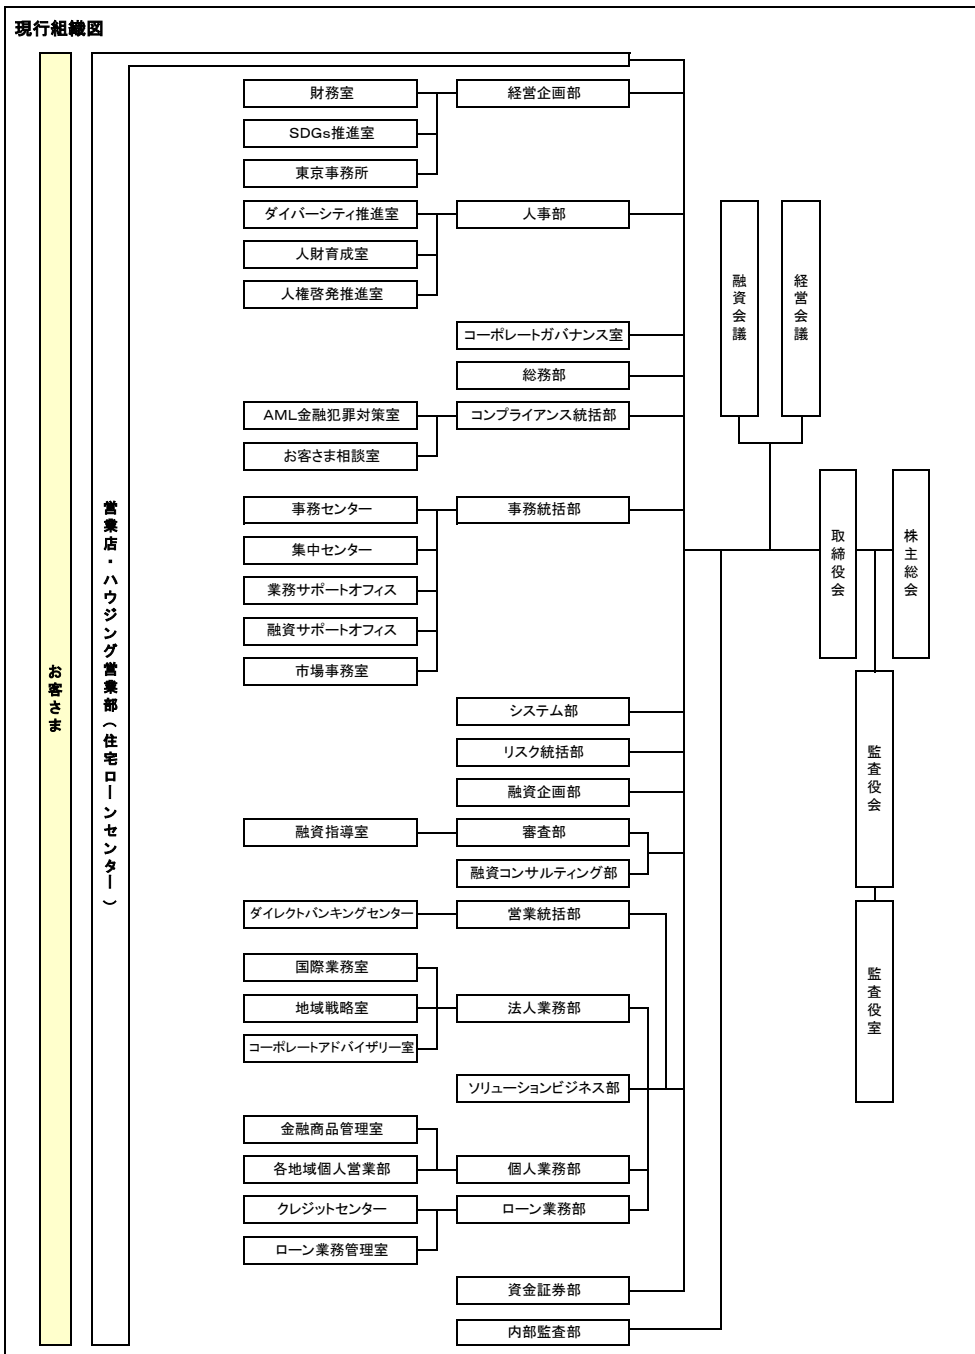 現行組織図
お客さま
営業店・ハウジング営業部（住宅ローンセンター）
財務室
経営企画部
SDGs推進室
東京事務所
ダイバーシティ推進室
人事部
人財育成室
人権啓発推進室
コーポレートガバナンス室
総務部
AML金融犯罪対策室
コンプライアンス統括部
お客さま相談室
事務センター
事務統括部
集中センター
業務サポートオフィス
融資サポートオフィス
市場事務室
システム部
リスク統括部
融資企画部
融資指導室
審査部
融資コンサルティング部
ダイレクトバンキングセンター
営業統括部
国際業務室
地域戦略室
法人業務部
コーポレートアドバイザリー室
ソリューションビジネス部
金融商品管理室
各地域個人営業部
個人業務部
クレジットセンター
ローン業務部
ローン業務管理室
資金証券部
内部監査部
融資会議
経営会議
取締役会
株主総会
監査役会
監査役室